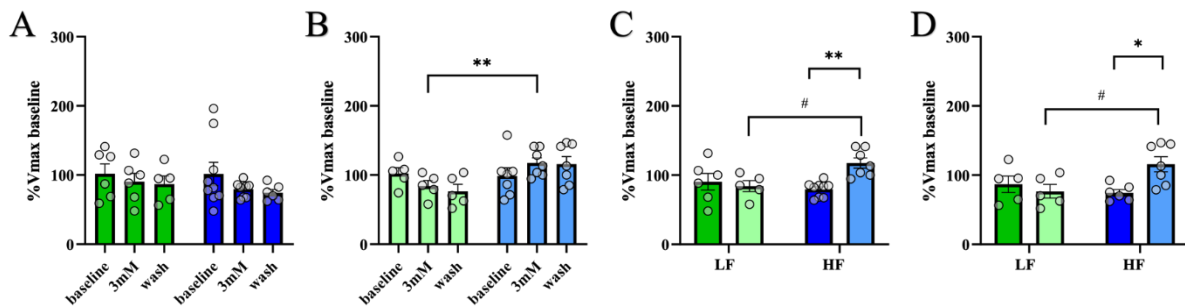 A
%Vmax baseline
300
200
100
0
baseline
3mM
wash
baseline
3mM
wash
B
%Vmax baseline
300
200
100
0
**
baseline
3mM
wash
baseline
3mM
wash
C
%Vmax baseline
300
200
100
0
**
#
LF
HF
D
%Vmax baseline
300
200
100
0
*
#
LF
HF